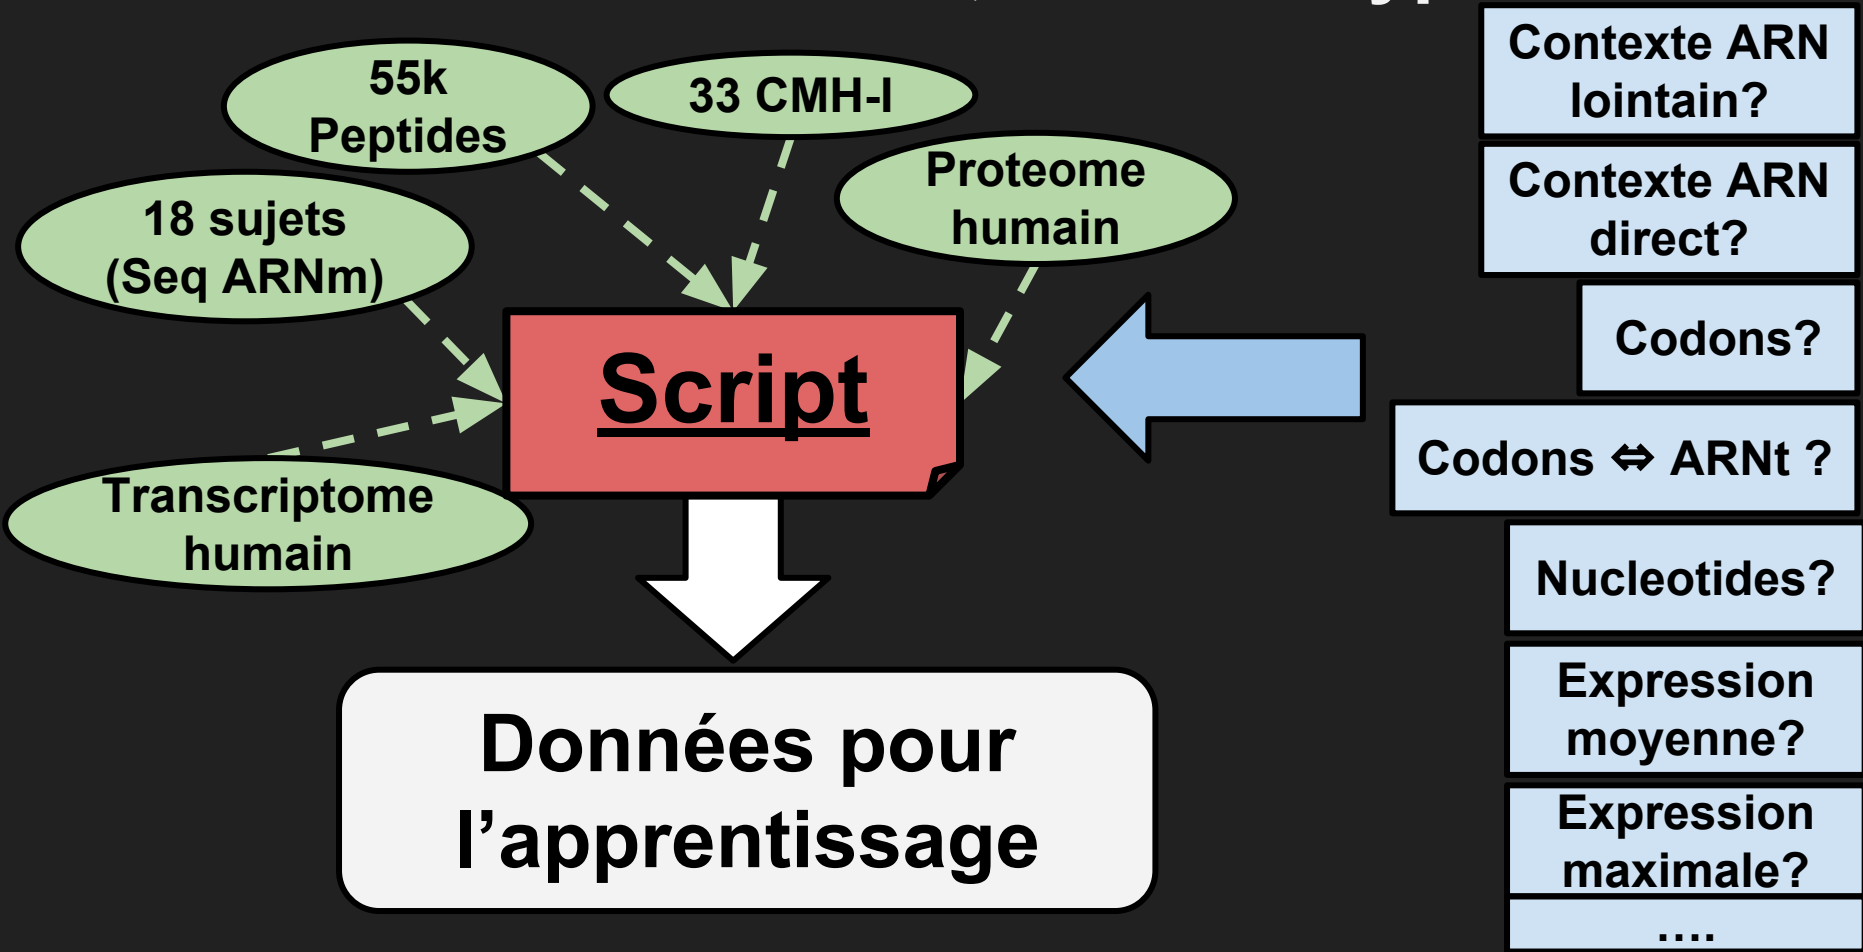 55k
Peptides
33 CMH-I
Proteome
humain
18 sujets
(Seq ARNm)
Transcriptome
humain
Script
Données pour
l’apprentissage
Contexte ARN
lointain?
Contexte ARN
direct?
Codons?
Codons ⇔ ARNt ?
Nucleotides?
Expression
moyenne?
Expression
maximale?
....